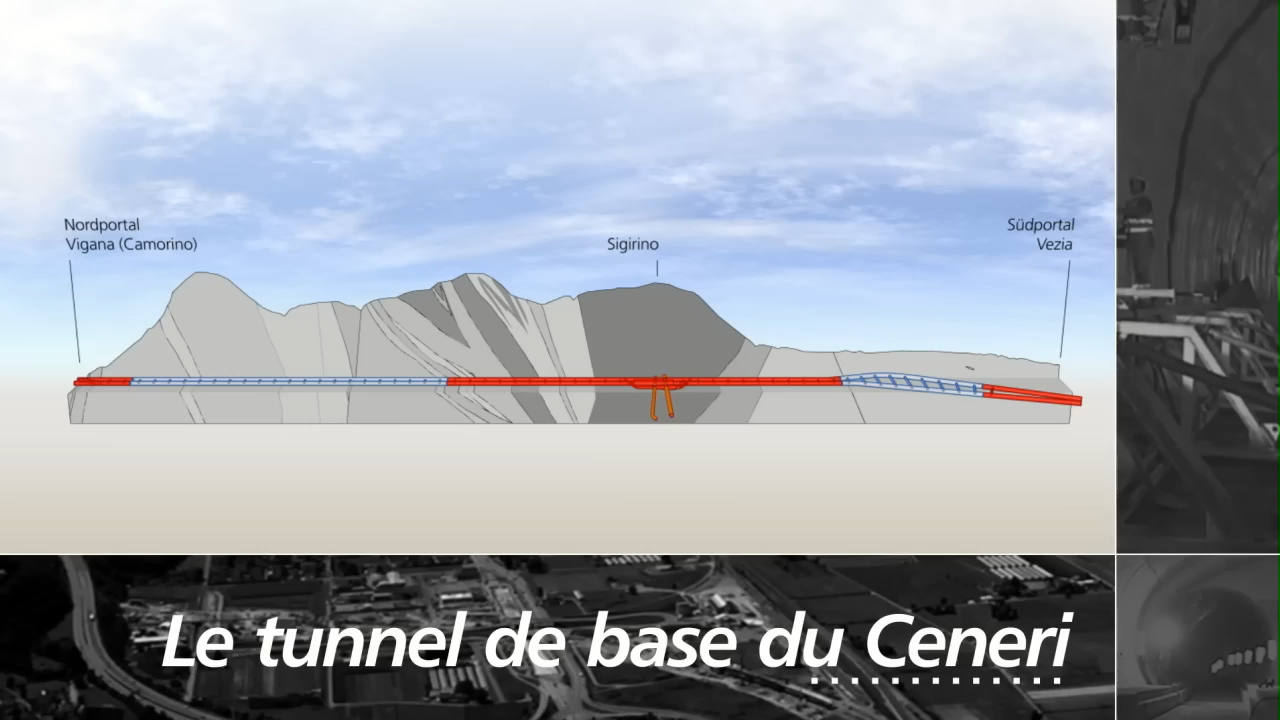 Nordportal
Vigana (Camorino)
Sigirino
Südportal
Vezia
Le tunnel de base du Ceneri